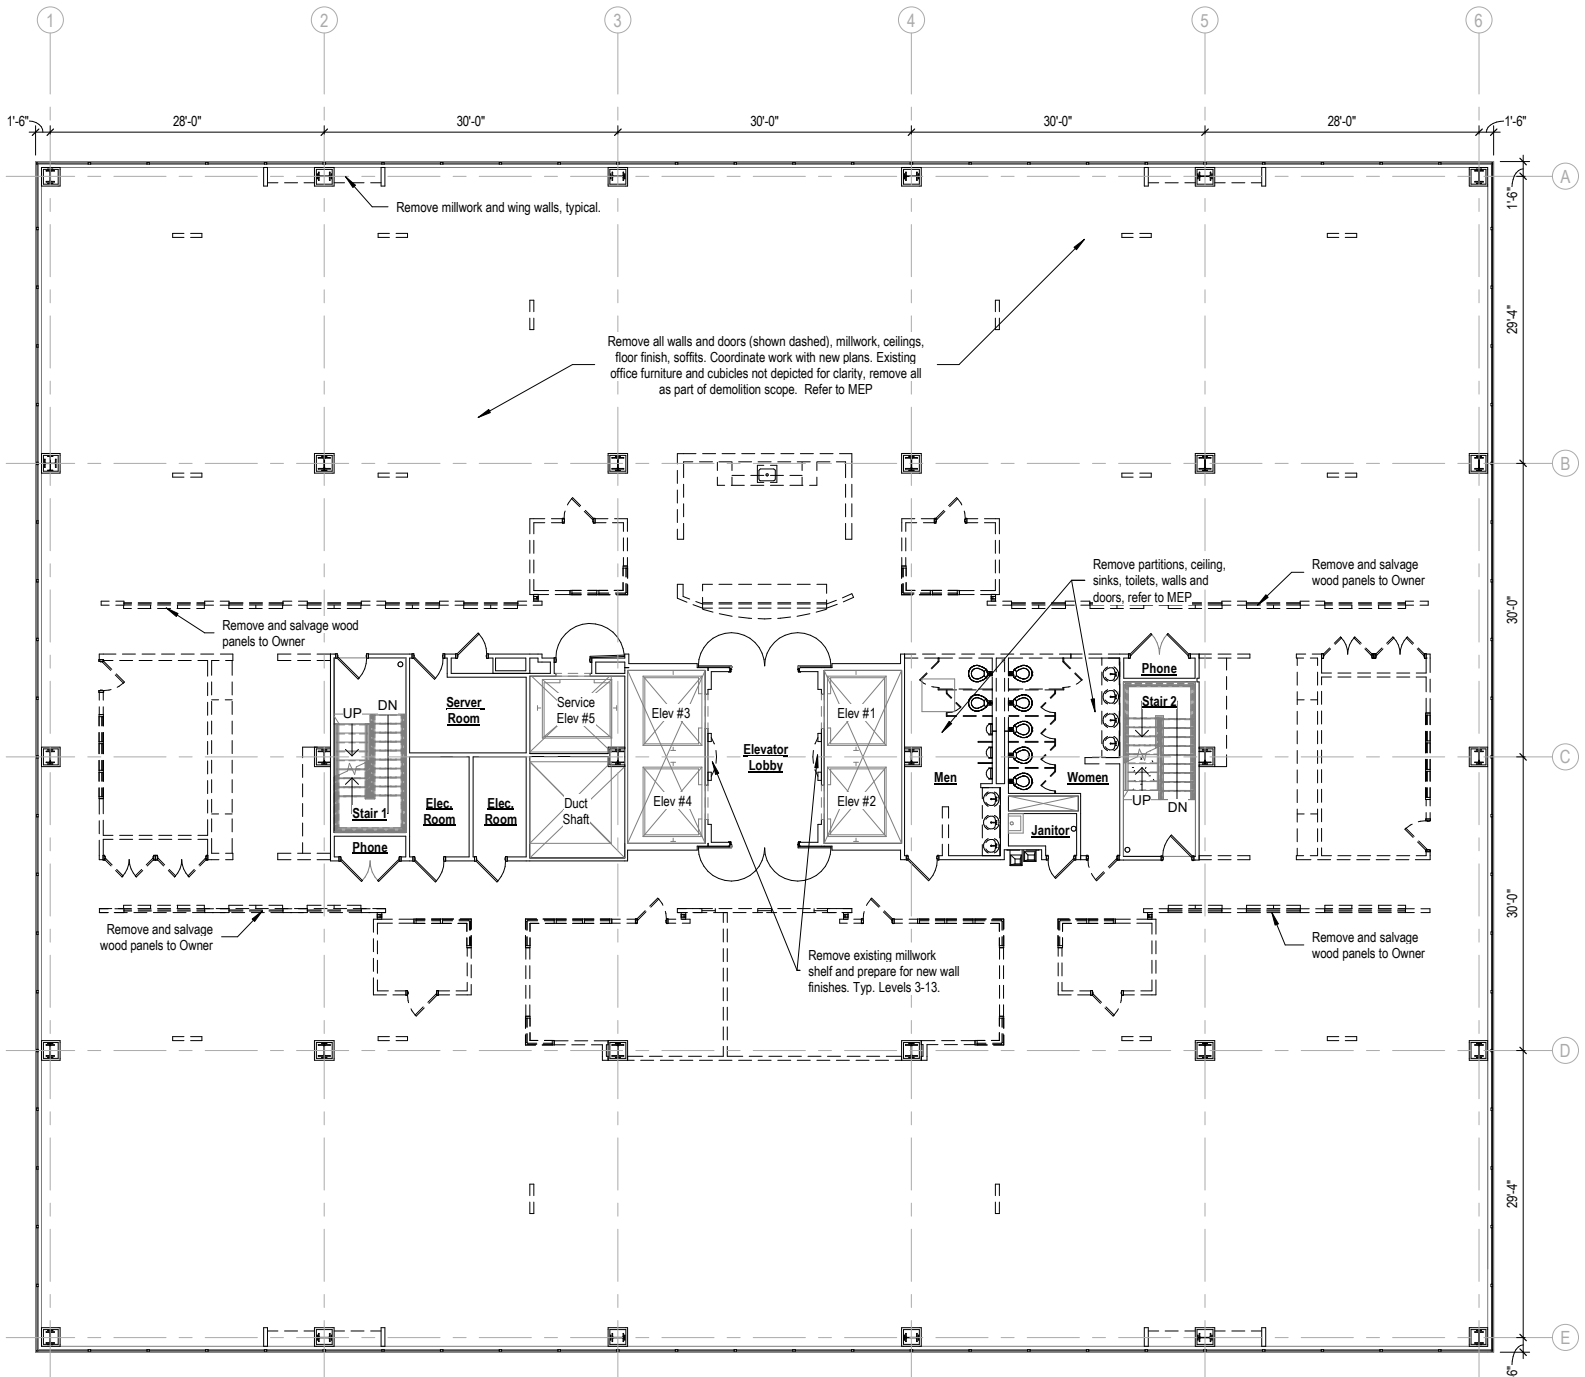 1 2 3 4 5 6
1'-6" 28'-0" 30'-0" 30'-0" 30'-0" 28'-0" 1'-6"
A
1'-6"
Remove millwork and wing walls, typical.
29'-4"
Remove all walls and doors (shown dashed), millwork, ceilings,
floor finish, soffits. Coordinate work with new plans. Existing
office furniture and cubicles not depicted for clarity, remove all
as part of demolition scope. Refer to MEP
B
Remove partitions, ceiling,
sinks, toilets, walls and
doors, refer to MEP
Remove and salvage
wood panels to Owner
30'-0"
Remove and salvage wood
panels to Owner
Phone
Server
Room
Service
Elev #5
Elev #3
Elev #1
Stair 2
UP DN
Elevator
Lobby
C
Men
Women
Elec.
Room
Elec.
Room
Duct
Shaft
Elev #4
Elev #2
UP DN
Stair 1
Janitor
Phone
30'-0"
Remove and salvage
wood panels to Owner
Remove and salvage
wood panels to Owner
Remove existing millwork
shelf and prepare for new wall
finishes. Typ. Levels 3-13.
D
29'-4"
E
6"